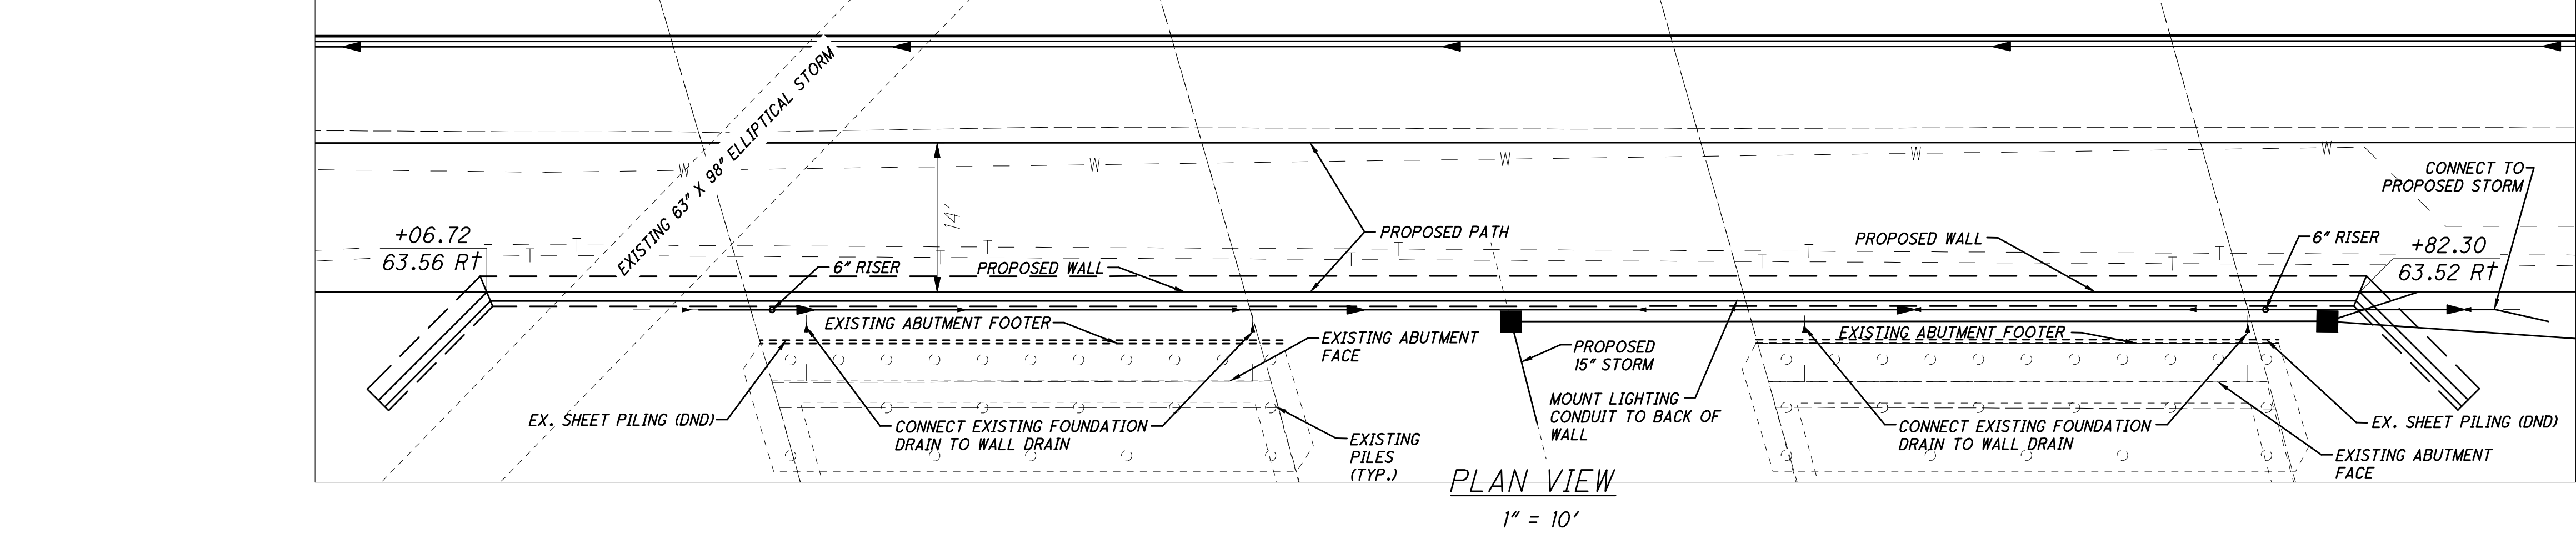 EXISTING 63" X 98" ELLIPTICAL STORM
W
W
W
W
W
CONNECT TO
PROPOSED STORM
14'
+06.72
63.56 Rt
T
T
T
T
T
T
T
T
T
T
PROPOSED PATH
PROPOSED WALL
6" RISER
+82.30
63.52 Rt
6" RISER
PROPOSED WALL
EXISTING ABUTMENT FOOTER
EXISTING ABUTMENT
FACE
PROPOSED
15" STORM
EXISTING ABUTMENT FOOTER
MOUNT LIGHTING
CONDUIT TO BACK OF
WALL
EX. SHEET PILING (DND)
CONNECT EXISTING FOUNDATION
DRAIN TO WALL DRAIN
EXISTING
PILES
(TYP.)
CONNECT EXISTING FOUNDATION
DRAIN TO WALL DRAIN
EX. SHEET PILING (DND)
EXISTING ABUTMENT
FACE
PLAN VIEW
1" = 10'